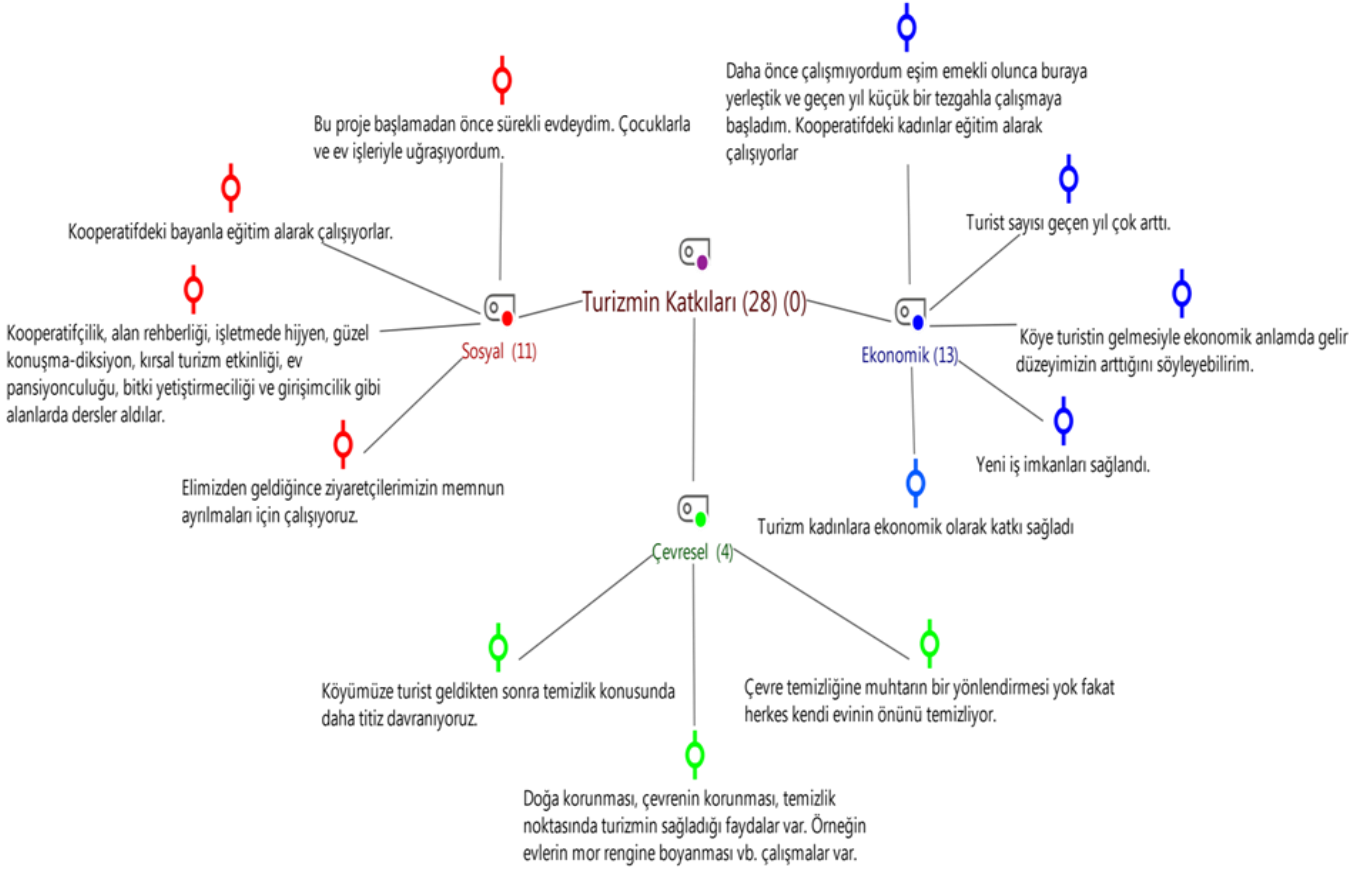 Daha önce çalışmıyordum eşim emekli olunca buraya
yerleştik ve geçen yıl küçük bir tezgahla çalışmaya
başladım. Kooperatifdeki kadınlar eğitim alarak
çalışıyorlar
Bu proje başlamadan önce sürekli evdeydim. Çocuklarla
ve ev işleriyle uğraşıyordum.
Kooperatifdeki bayanla eğitim alarak çalışıyorlar.
Turist sayısı geçen yıl çok arttı.
Turizmin Katkıları (28) (0)
Kooperatifçilik, alan rehberliği, işletmede hijyen, güzel
konuşma-diksiyon, kırsal turizm etkinliği, ev
pansiyonculuğu, bitki yetiştirmeciliği ve girişimcilik gibi
alanlarda dersler aldılar.
Sosyal (11)
Ekonomik (13)
Köye turistin gelmesiyle ekonomik anlamda gelir
düzeyimizin arttığını söyleyebilirim.
Elimizden geldiğince ziyaretçilerimizin memnun
ayrılmaları için çalışıyoruz.
Yeni iş imkanları sağlandı.
Turizm kadınlara ekonomik olarak katkı sağladı
Çevresel (4)
Köyümüze turist geldikten sonra temizlik konusunda
daha titiz davranıyoruz.
Çevre temizliğine muhtarın bir yönlendirmesi yok fakat
herkes kendi evinin önünü temizliyor.
Doğa korunması, çevrenin korunması, temizlik
noktasında turizmin sağladığı faydalar var. Örneğin
evlerin mor rengine boyanması vb. çalışmalar var.